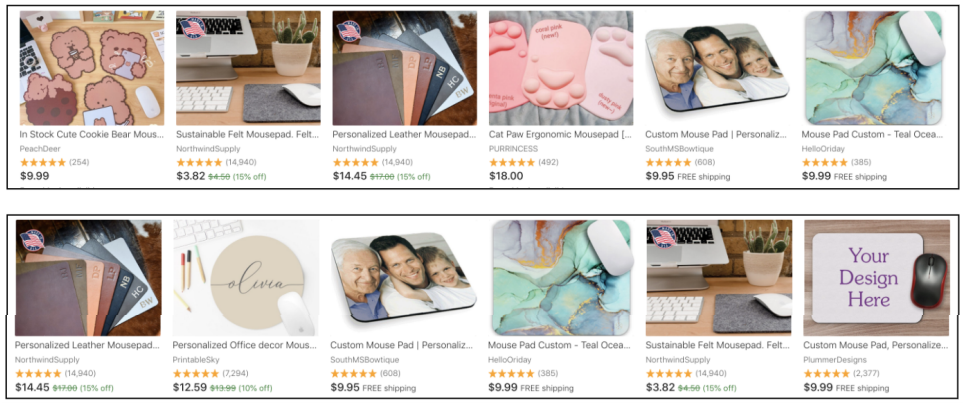 coral pink
(new!)
dusty pink
(new~)
NB
HC
BW
In Stock Cute Cookie Bear Mous...
Sustainable Felt Mousepad. Felt...
Personalized Leather Mousepad...
Cat Paw Ergonomic Mousepad [...
Custom Mouse Pad | Personaliz...
Mouse Pad Custom - Teal Ocea...
PeachDeer
NorthwindSupply
NorthwindSupply
PURRINCESS
SouthMSBowtique
HelloOriday
(254)
(14,940)
(14,940)
(492)
(608)
(385)
$9.99
$3.82 $4.50 (15% off)
$14.45 $17.00 (15% off)
$18.00
$9.95 FREE shipping
$9.99 FREE shipping
olivia
NB
HC
BW
Your
Design
Here
Personalized Leather Mousepad...
Personalized Office decor Mous...
Custom Mouse Pad | Personaliz...
Mouse Pad Custom - Teal Ocea...
Sustainable Felt Mousepad. Felt...
Custom Mouse Pad, Personalize...
NorthwindSupply
PrintableSky
SouthMSBowtique
HelloOriday
NorthwindSupply
PlummerDesigns
(14,940)
(7,294)
(608)
(385)
(14,940)
(2,377)
$14.45 $17.00 (15% off)
$12.59 $13.99 (10% off)
$9.95 FREE shipping
$9.99 FREE shipping
$3.82 $4.50 (15% off)
$9.99 FREE shipping